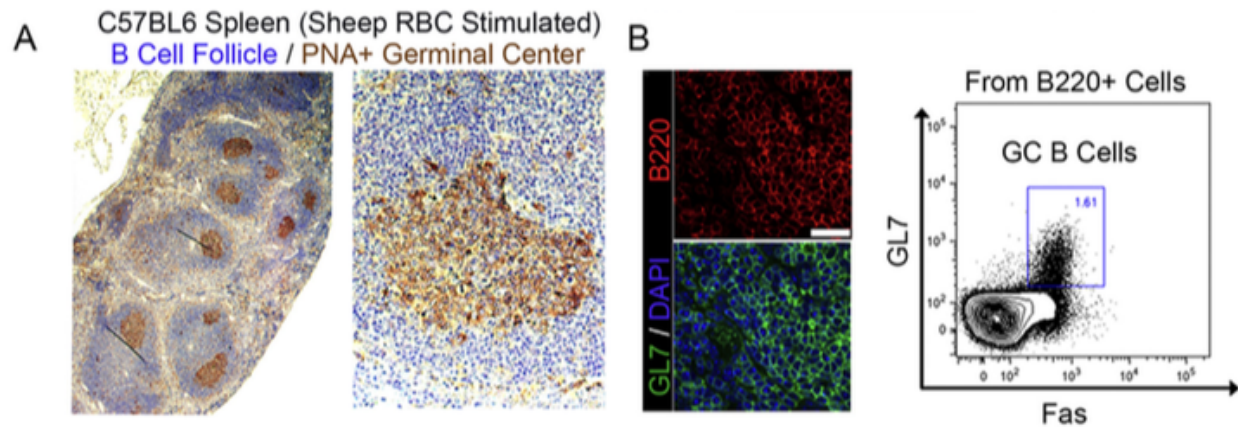 A
C57BL6 Spleen (Sheep RBC Stimulated)
B Cell Follicle / PNA+ Germinal Center
B
B220
GL7 / DAPI
From B220+ Cells
GC B Cells
1.61
GL7
10⁵
10⁴
10³
10²
0
0 10² 10³ 10⁴ 10⁵
Fas